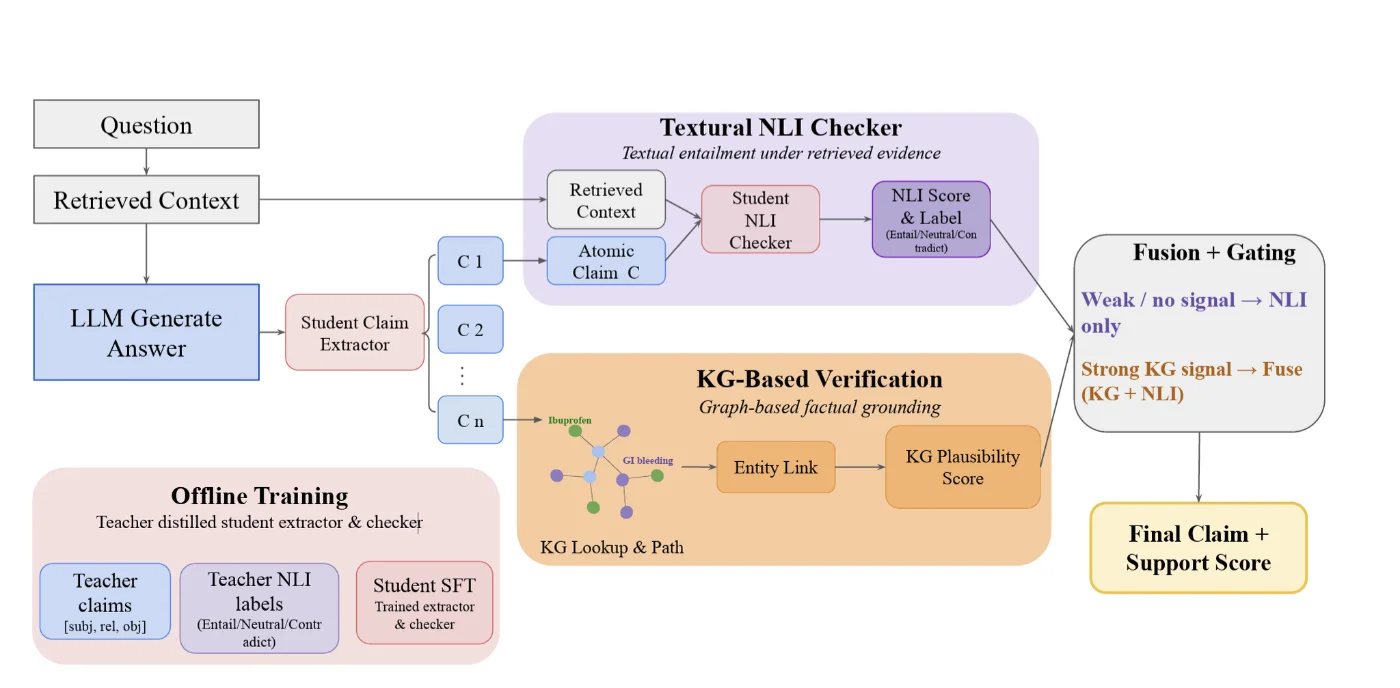 Question
Retrieved Context
LLM Generate
Answer
Student Claim
Extractor
C 1
C 2
⋮
C n
Textural NLI Checker
Textual entailment under retrieved evidence
Retrieved
Context
Atomic
Claim C
Student
NLI
Checker
NLI Score
& Label
(Entail/Neutral/Con
tradict)
KG-Based Verification
Graph-based factual grounding
Ibuprofen
GI bleeding
KG Lookup & Path
Entity Link
KG Plausibility
Score
Fusion + Gating
Weak / no signal → NLI
only
Strong KG signal → Fuse
(KG + NLI)
Final Claim +
Support Score
Offline Training
Teacher distilled student extractor & checker
Teacher
claims
[subj, rel, obj]
Teacher NLI
labels
(Entail/Neutral/Contr
adict)
Student SFT
Trained extractor
& checker